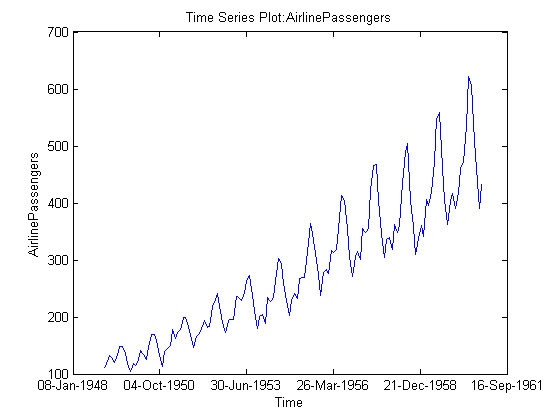 Time Series Plot:AirlinePassengers
700
600
500
400
300
200
100
AirlinePassengers
08-Jan-1948 04-Oct-1950 30-Jun-1953 26-Mar-1956 21-Dec-1958 16-Sep-1961
Time